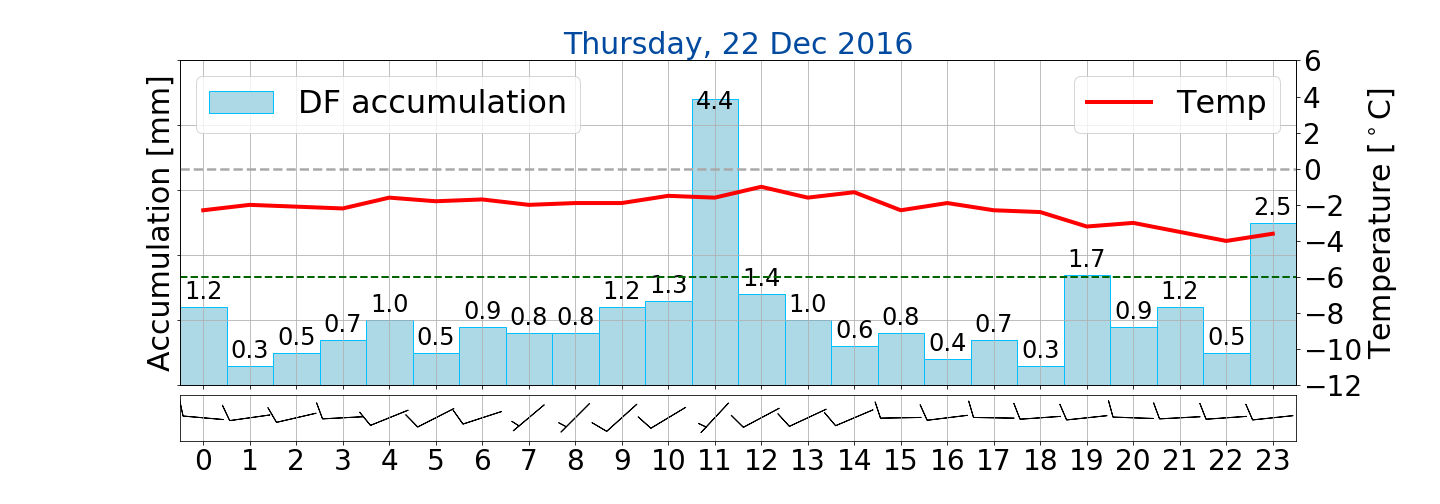 Thursday, 22 Dec 2016
Accumulation [mm]
DF accumulation
Temp
Temperature [°C]
6
4
2
0
−2
−4
−6
−8
−10
−12
1.2 0.3 0.5 0.7 1.0 0.5 0.9 0.8 0.8 1.2 1.3 4.4 1.4 1.0 0.6 0.8 0.4 0.7 0.3 1.7 0.9 1.2 0.5 2.5
0 1 2 3 4 5 6 7 8 9 10 11 12 13 14 15 16 17 18 19 20 21 22 23